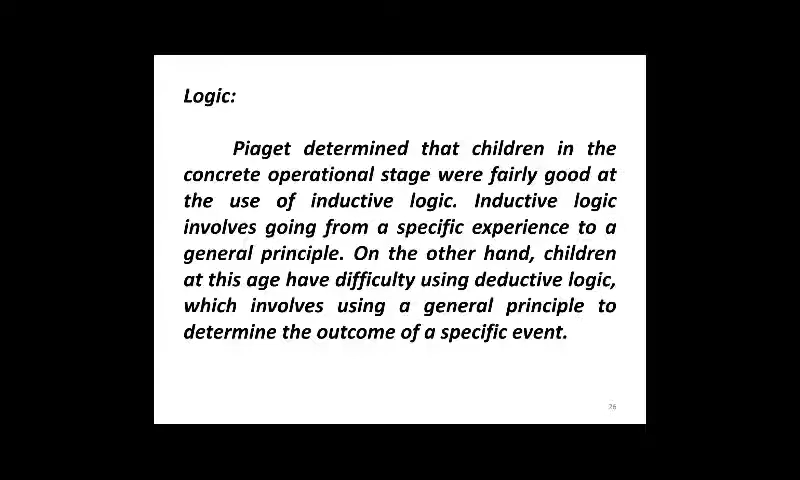 Logic:
Piaget determined that children in the
concrete operational stage were fairly good at
the use of inductive logic. Inductive logic
involves going from a specific experience to a
general principle. On the other hand, children
at this age have difficulty using deductive logic,
which involves using a general principle to
determine the outcome of a specific event.
26